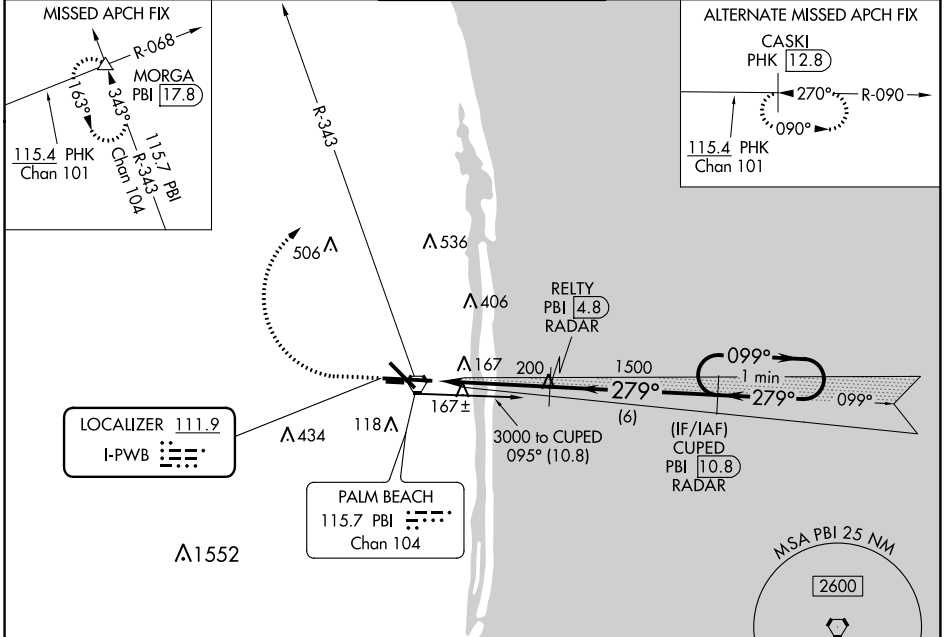 MISSED APCH FIX
R-068
MORGA
PBI 17.8
163°
343°
115.7 PBI
R-343
Chan 104
115.4 PHK
Chan 101
R-343
ALTERNATE MISSED APCH FIX
CASKI
PHK 12.8
270°
R-090
090°
115.4 PHK
Chan 101
506
536
406
RELTY
PBI 4.8
RADAR
167
200
1500
099°
1 min
279°
279°
099°
167±
(6)
3000 to CUPED
095° (10.8)
(IF/IAF)
CUPED
PBI 10.8
RADAR
LOCALIZER 111.9
I-PWB
434
118
PALM BEACH
115.7 PBI
Chan 104
1552
MSA PBI 25 NM
2600